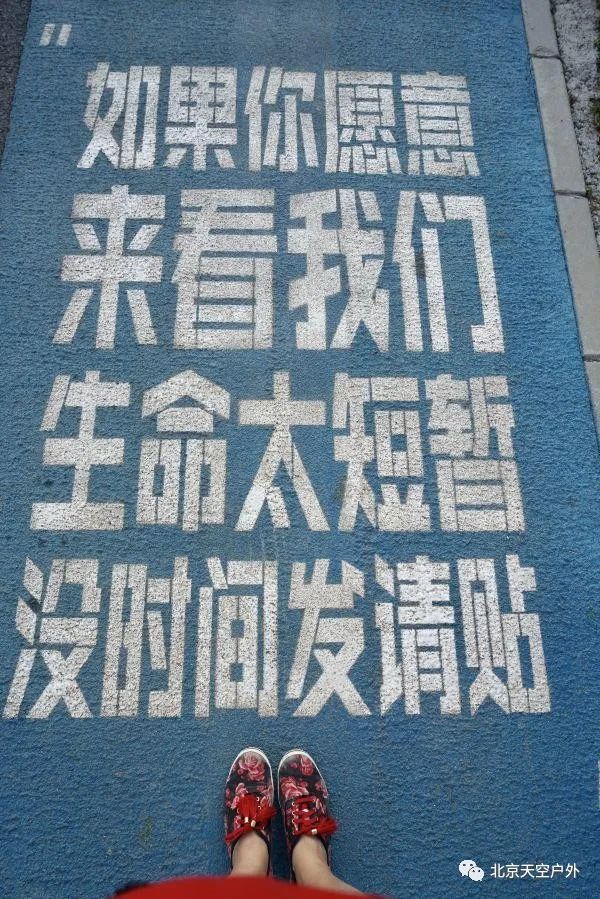 "
如果你愿意
来看我们
生命太短暂
没时间发请贴
北京天空户外